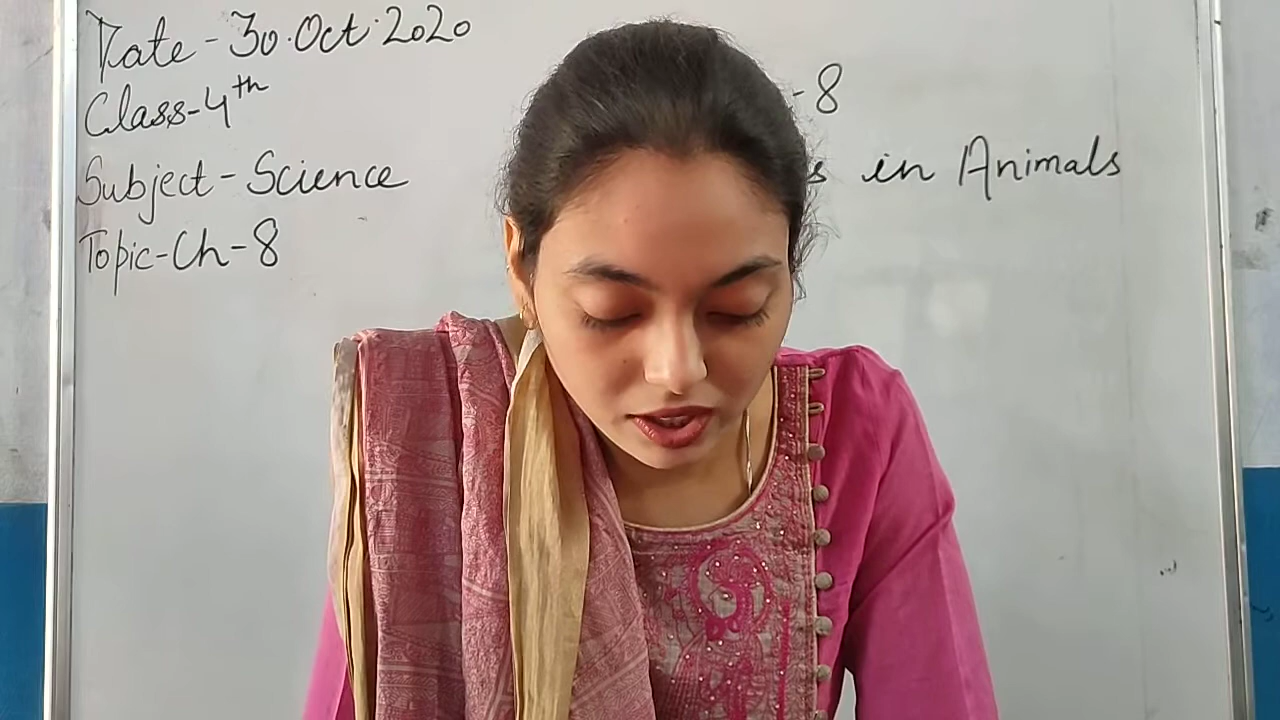 Date - 30.Oct.2020
Class-4th
Subject - Science
Topic-Ch-8
-8
s in Animals